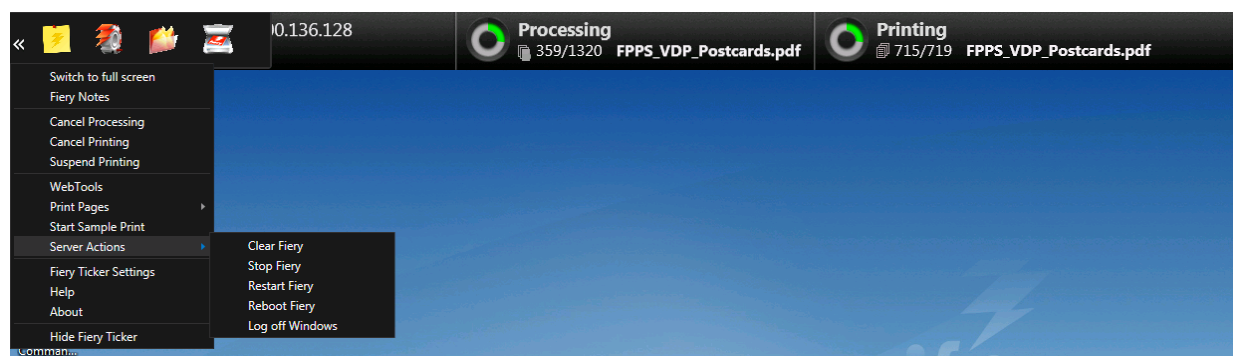 «
00.136.128
Processing
359/1320 FPPS_VDP_Postcards.pdf
Printing
715/719 FPPS_VDP_Postcards.pdf
Switch to full screen
Fiery Notes
Cancel Processing
Cancel Printing
Suspend Printing
WebTools
Print Pages
Start Sample Print
Server Actions
Clear Fiery
Stop Fiery
Restart Fiery
Reboot Fiery
Log off Windows
Fiery Ticker Settings
Help
About
Hide Fiery Ticker
Comman...